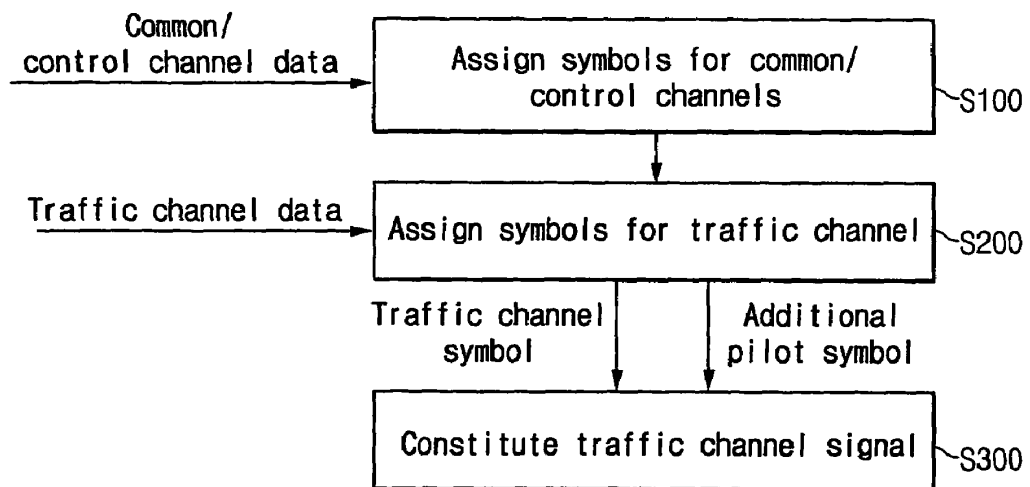 Common/
control channel data
Assign symbols for common/
control channels
S100
Traffic channel data
Assign symbols for traffic channel
S200
Traffic channel
symbol
Additional
pilot symbol
Constitute traffic channel signal
S300